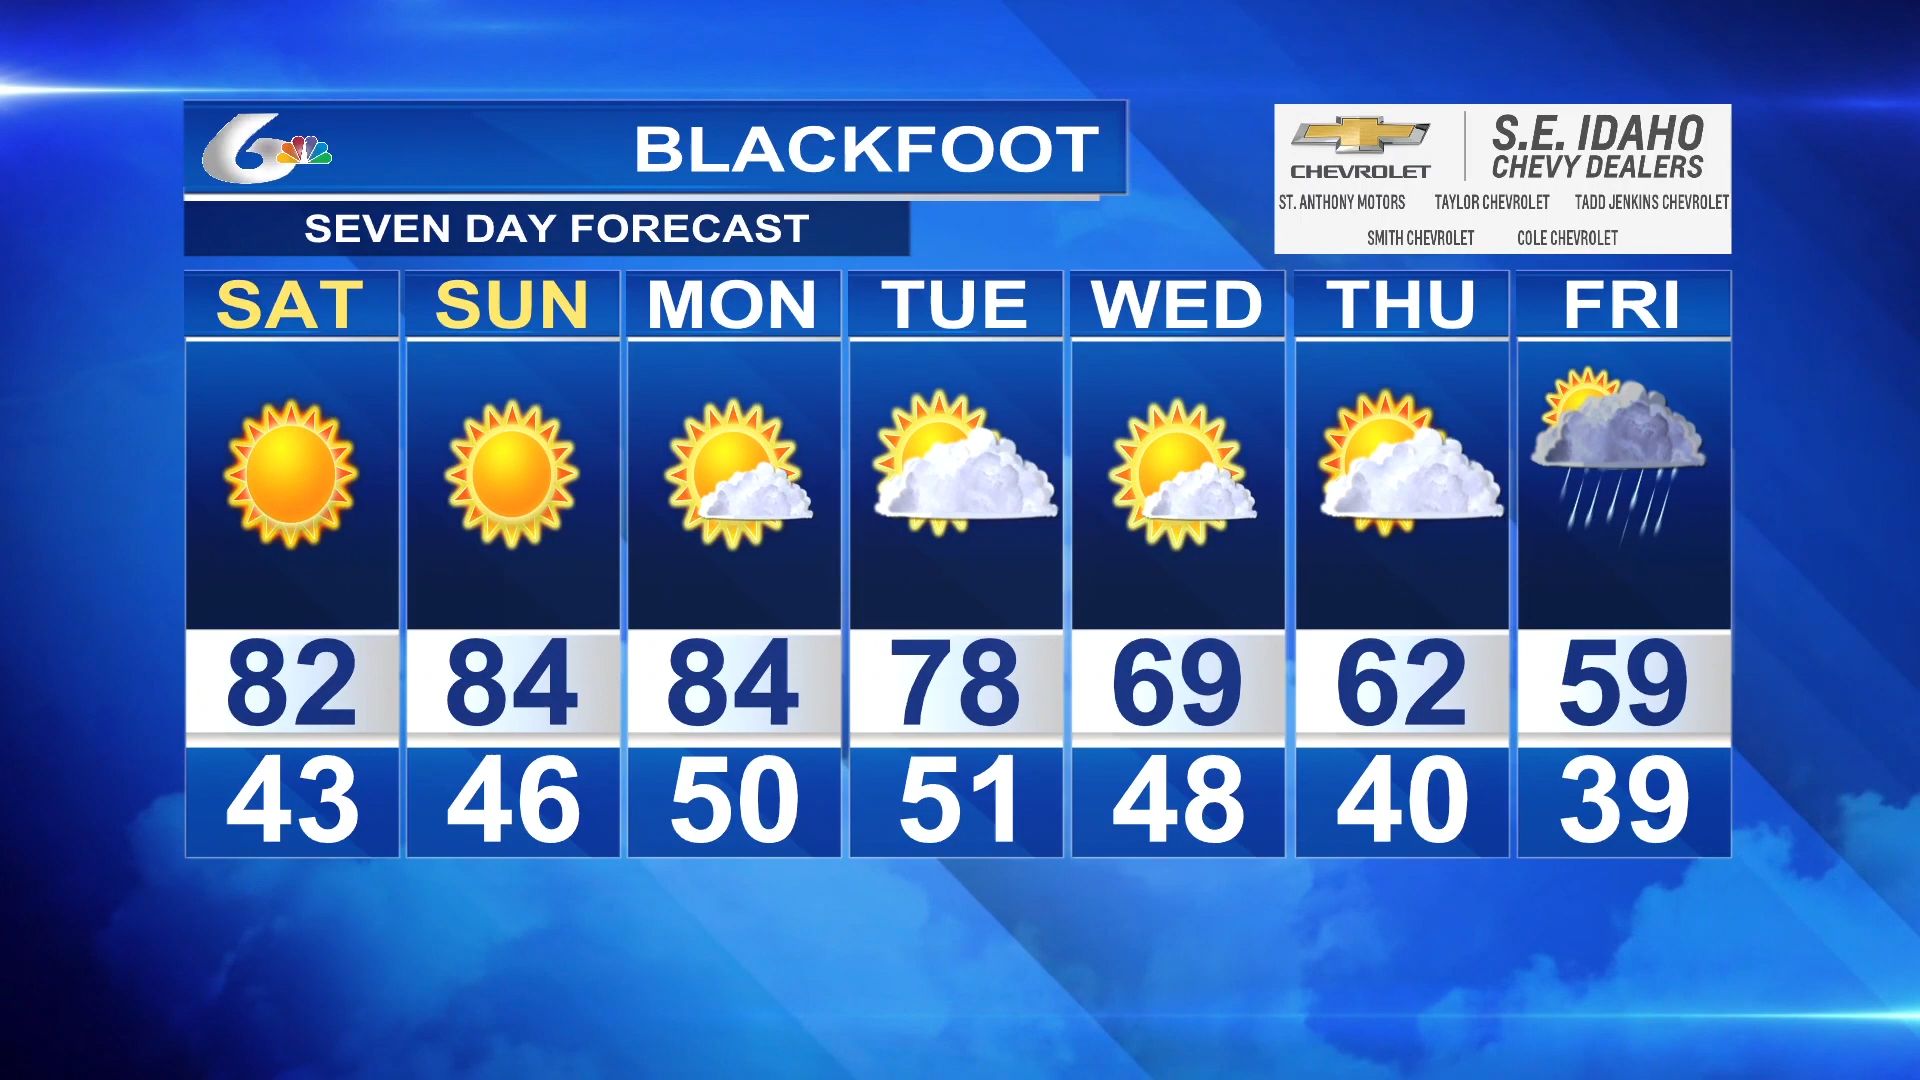 6
BLACKFOOT
SEVEN DAY FORECAST
CHEVROLET
S.E. IDAHO
CHEVY DEALERS
ST. ANTHONY MOTORS TAYLOR CHEVROLET TADD JENKINS CHEVROLET
SMITH CHEVROLET COLE CHEVROLET
SAT SUN MON TUE WED THU FRI
82 84 84 78 69 62 59
43 46 50 51 48 40 39